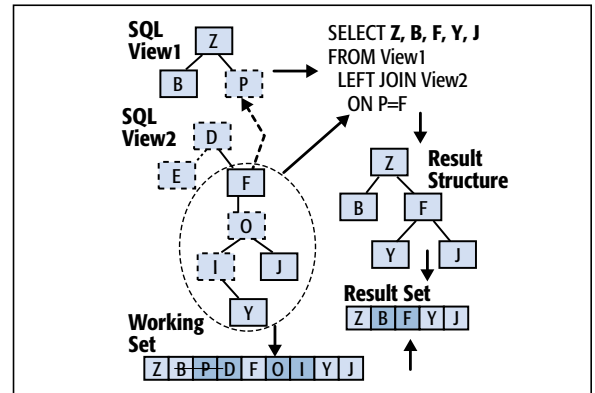 SQL
View1
Z
B
P
SELECT Z, B, F, Y, J
FROM View1
LEFT JOIN View2
ON P=F
SQL
View2
D
E
F
O
I
J
Y
Z
Result
Structure
B
F
Y
J
Result Set
Z B F Y J
Working
Set
Z B P D F O I Y J